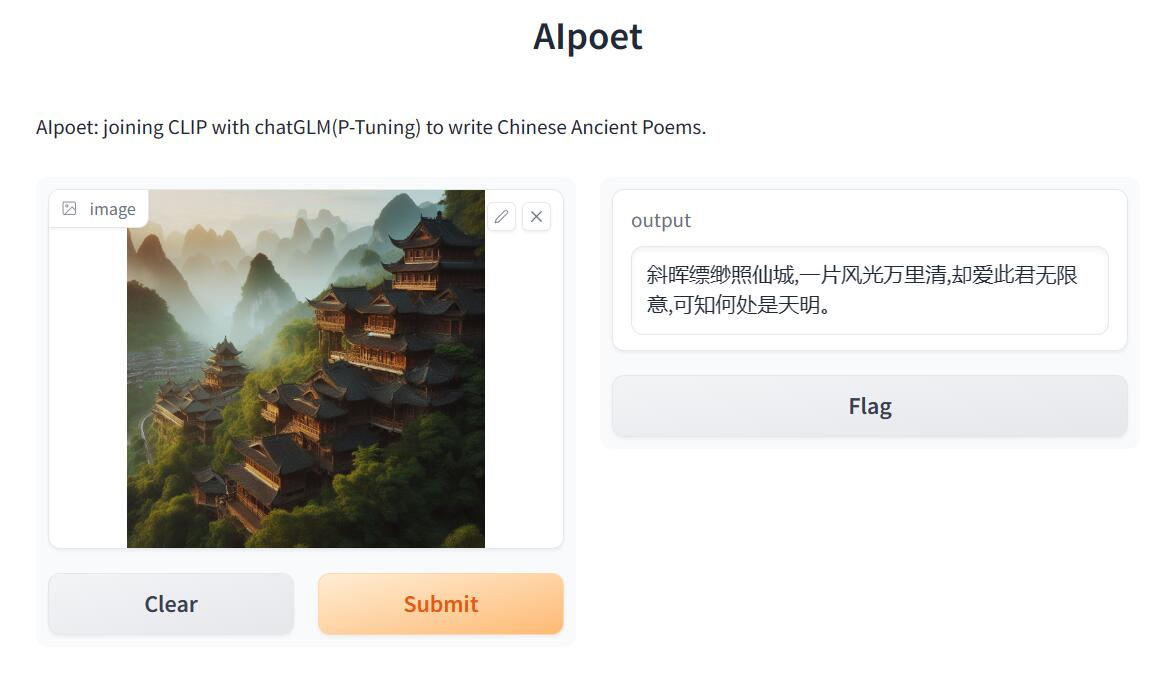 AIpoet
AIpoet: joining CLIP with chatGLM(P-Tuning) to write Chinese Ancient Poems.
image
Clear
Submit
output
斜晖缥缈照仙城,一片风光万里清,却爱此君无限
意,可知何处是天明。
Flag